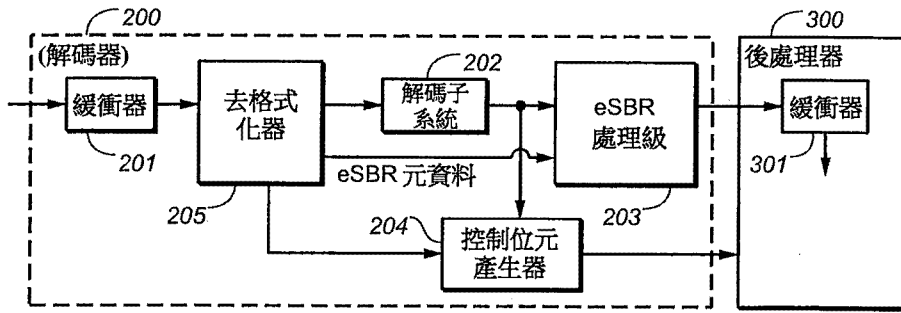 200
(解碼器)
300
後處理器
202
緩衝器
201
去格式
化器
205
解碼子
系統
eSBR
處理級
203
緩衝器
301
eSBR 元資料
204
控制位元
產生器